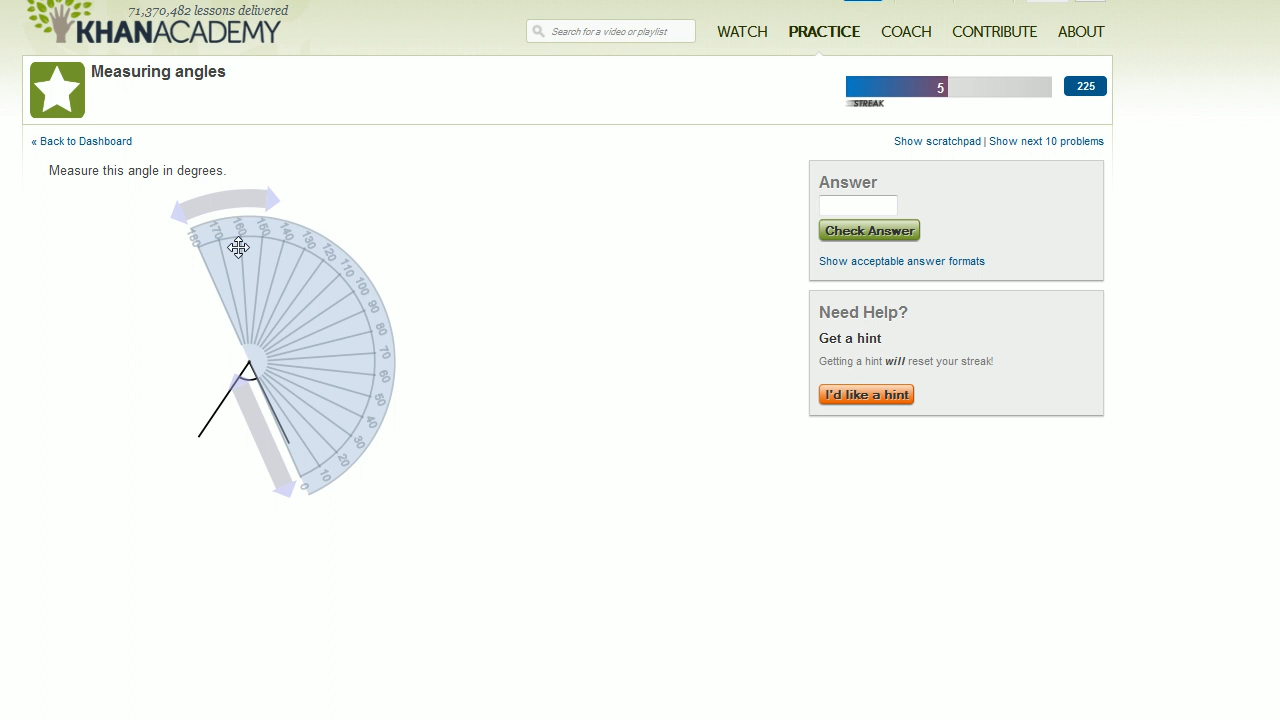 71,370,482 lessons delivered
KHANACADEMY
Search for a video or playlist
WATCH PRACTICE COACH CONTRIBUTE ABOUT
Measuring angles
5
225
STREAK
« Back to Dashboard
Show scratchpad | Show next 10 problems
Measure this angle in degrees.
180 170 160 150 140 130 120 110 100 90 80 70 60 50 40 30 20 10 0
Answer
Check Answer
Show acceptable answer formats
Need Help?
Get a hint
Getting a hint will reset your streak!
I'd like a hint